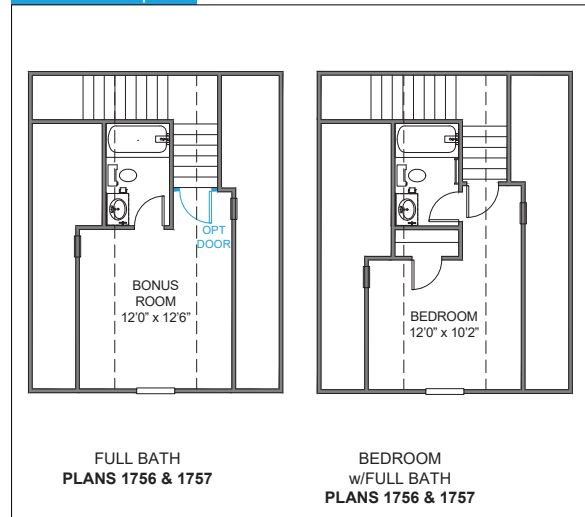 OPT
DOOR
BONUS
ROOM
12'0" x 12'6"
FULL BATH
PLANS 1756 & 1757
BEDROOM
12'0" x 10'2"
BEDROOM
w/FULL BATH
PLANS 1756 & 1757